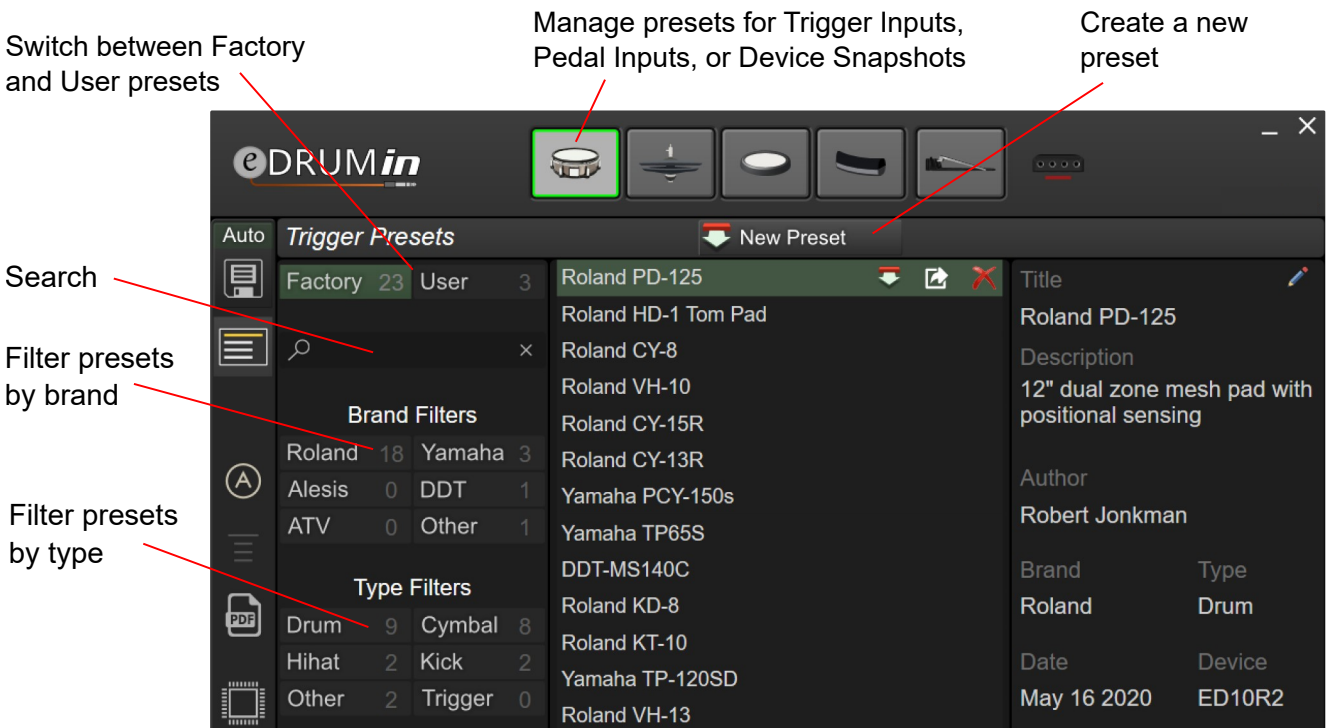 Manage presets for Trigger Inputs,
Pedal Inputs, or Device Snapshots
Create a new
preset
Switch between Factory
and User presets
eDRUMin
Auto
Trigger Presets
New Preset
Search
Factory 23 User 3
Filter presets
by brand
Brand Filters
Roland 18 Yamaha 3
Alesis 0 DDT 1
ATV 0 Other 1
Filter presets
by type
Type Filters
Drum 9 Cymbal 8
Hihat 2 Kick 2
Other 2 Trigger 0
A
PDF
Roland PD-125
Roland HD-1 Tom Pad
Roland CY-8
Roland VH-10
Roland CY-15R
Roland CY-13R
Yamaha PCY-150s
Yamaha TP65S
DDT-MS140C
Roland KD-8
Roland KT-10
Yamaha TP-120SD
Roland VH-13
Title
Roland PD-125
Description
12" dual zone mesh pad with
positional sensing
Author
Robert Jonkman
Brand Type
Roland Drum
Date Device
May 16 2020 ED10R2